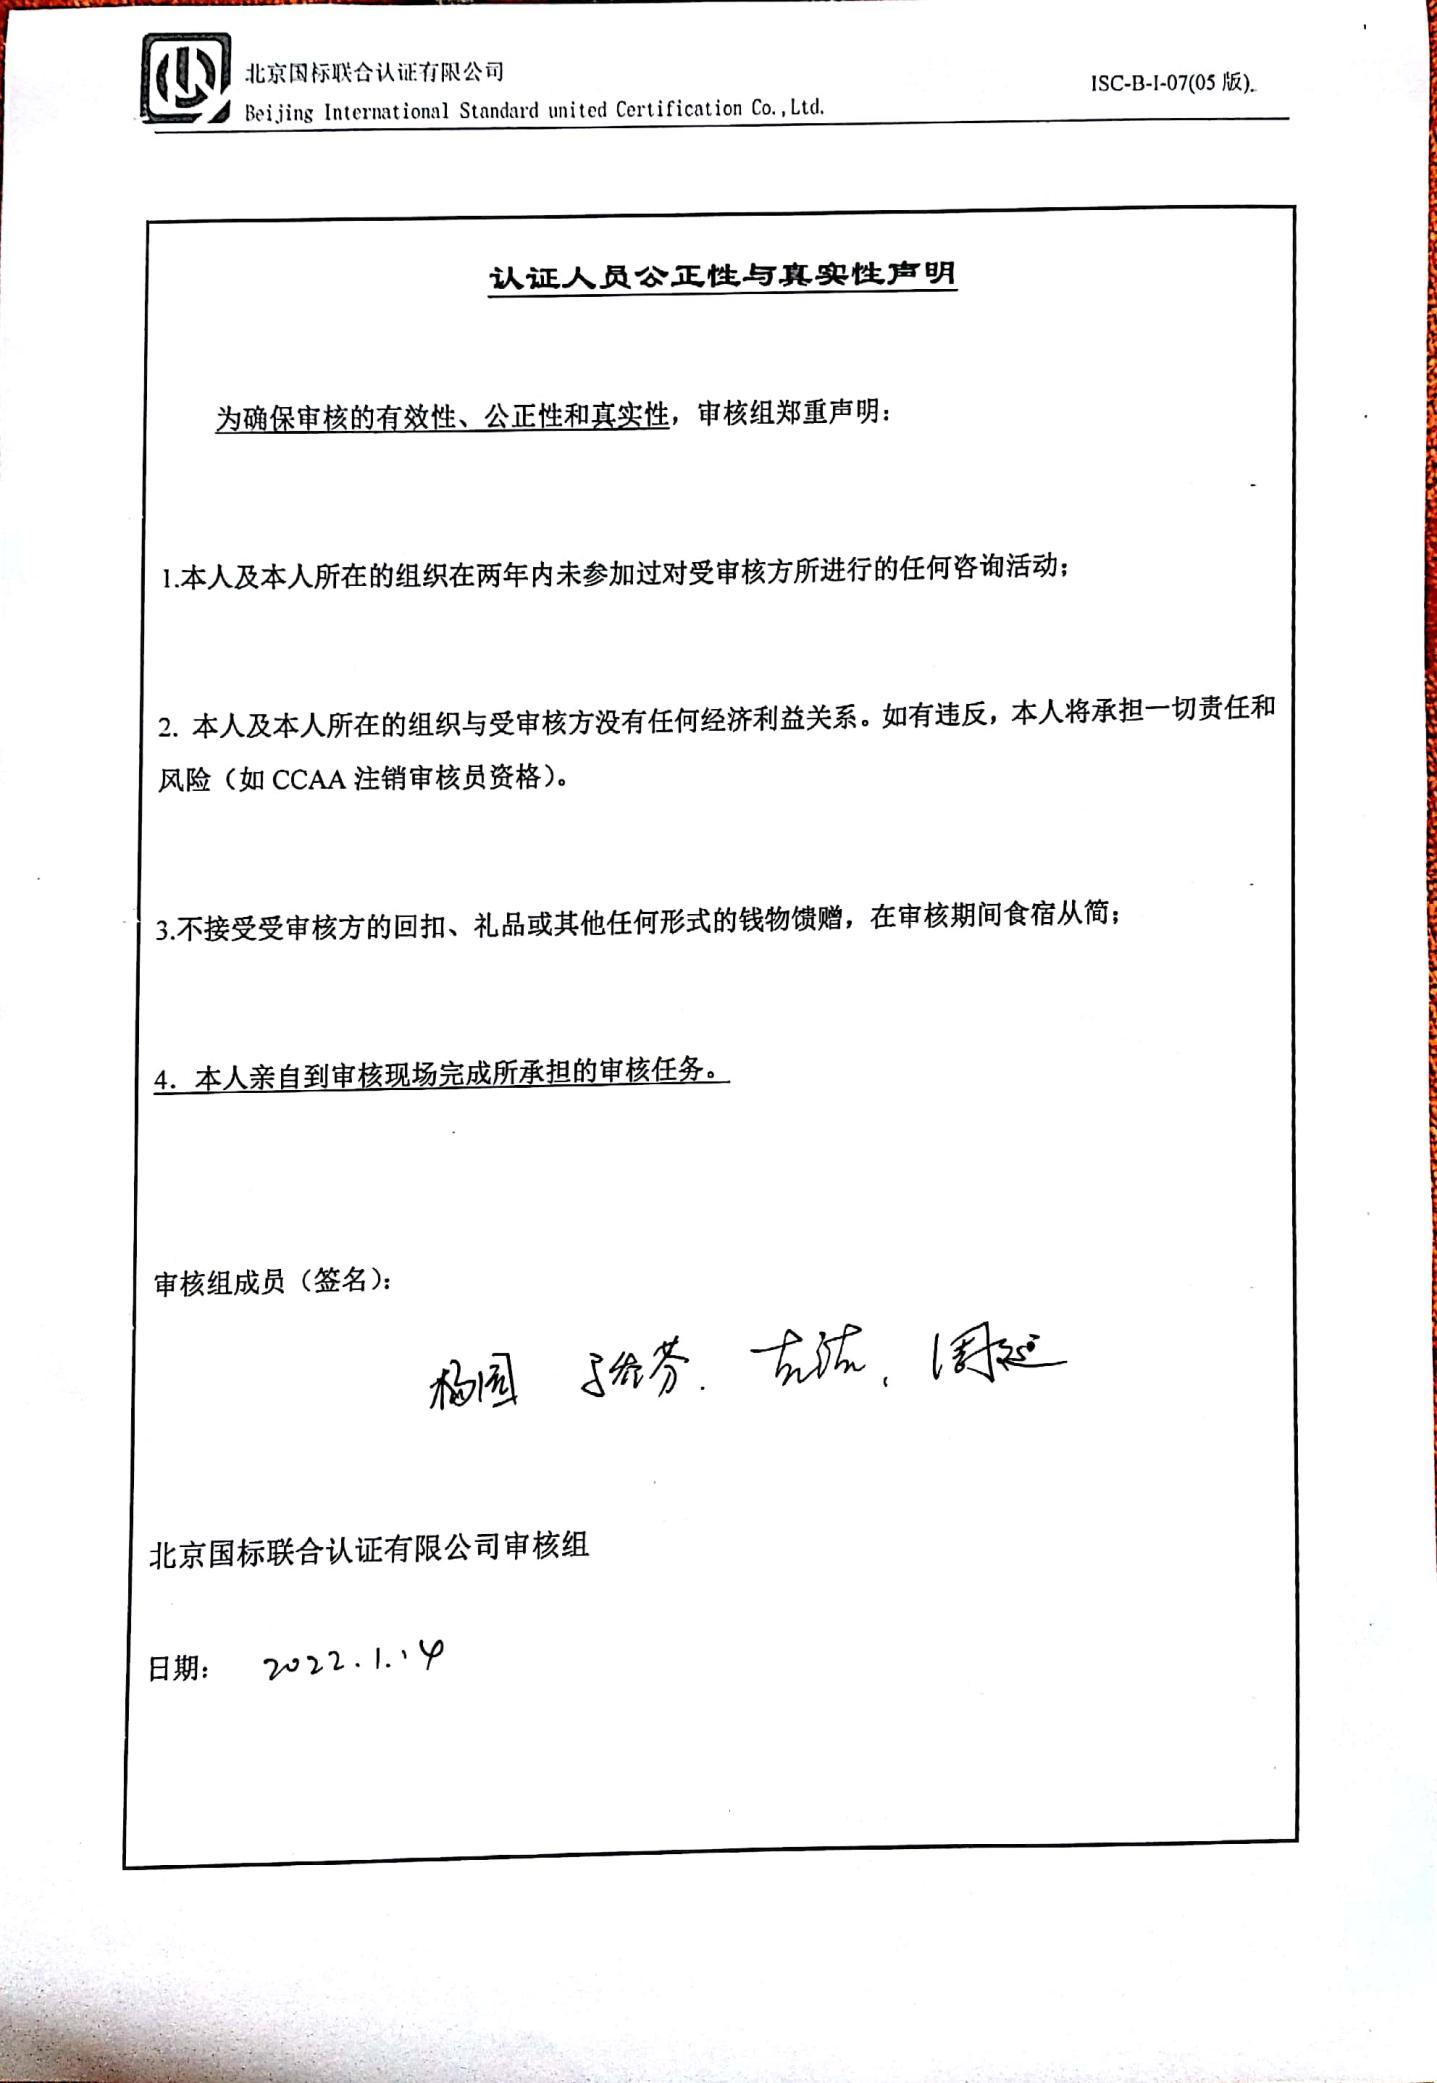 北京国标联合认证有限公司
ISC-B-I-07(05 版)
Beijing International Standard united Certification Co.,Ltd.
认证人员公正性与真实性声明
为确保审核的有效性、公正性和真实性，审核组郑重声明：
1.本人及本人所在的组织在两年内未参加过对受审核方所进行的任何咨询活动；
2. 本人及本人所在的组织与受审核方没有任何经济利益关系。如有违反，本人将承担一切责任和
风险（如 CCAA 注销审核员资格）。
3.不接受受审核方的回扣、礼品或其他任何形式的钱物馈赠，在审核期间食宿从简；
4. 本人亲自到审核现场完成所承担的审核任务。
审核组成员（签名）：
北京国标联合认证有限公司审核组
日期： 2022.1.14